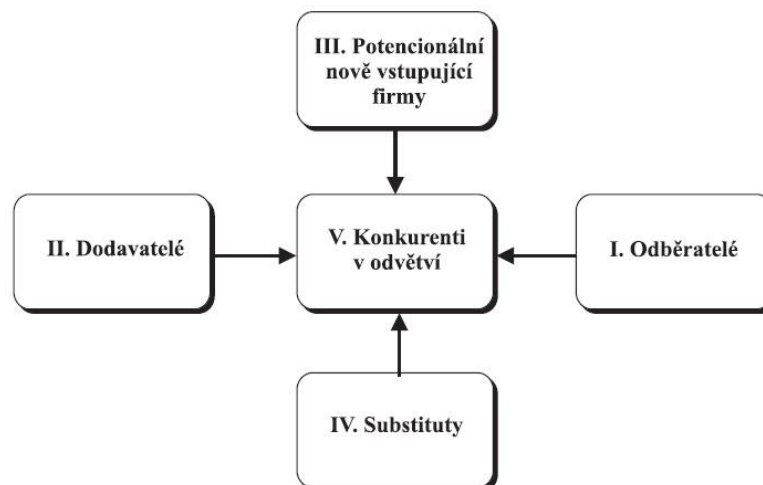 III. Potencionální
nově vstupující
firmy
II. Dodavatelé
V. Konkurenti
v odvětví
I. Odběratelé
IV. Substituty